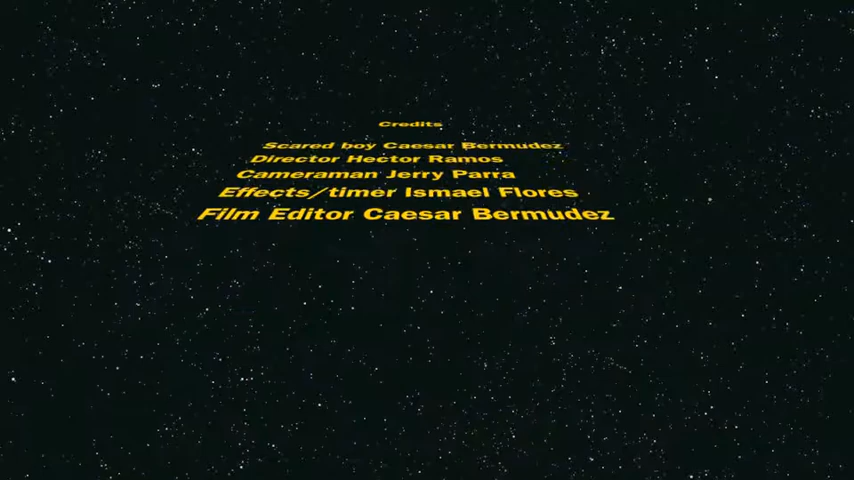 Credits
Scared boy Caesar Bermudez
Director Hector Ramos
Cameraman Jerry Parra
Effects/timer Ismael Flores
Film Editor Caesar Bermudez